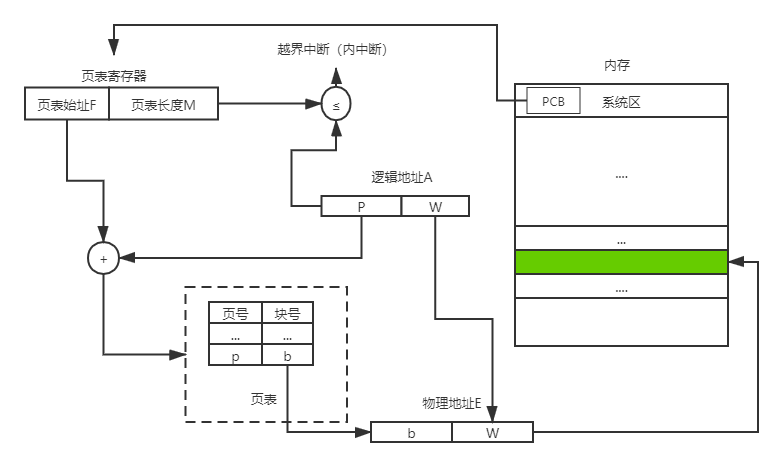 越界中断（内中断）
页表寄存器
内存
页表始址F
页表长度M
≤
PCB
系统区
....
逻辑地址A
P
W
...
+
....
页号
块号
...
...
p
b
页表
物理地址E
b
W